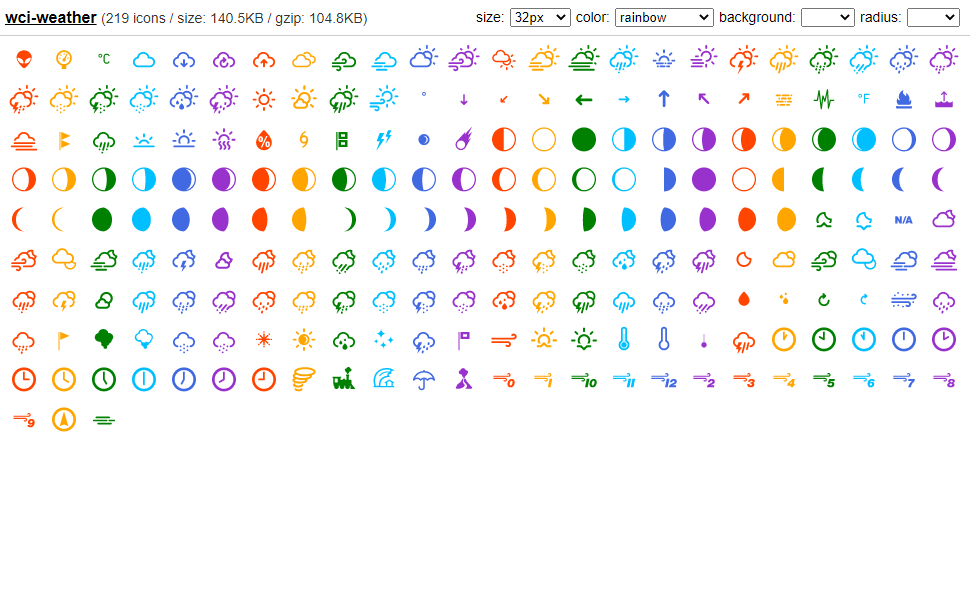 wci-weather (219 icons / size: 140.5KB / gzip: 104.8KB) size: 32px color: rainbow background: radius:
°C
°F
%
N/A
0 1 10 11 12 2 3 4 5 6 7 8
9